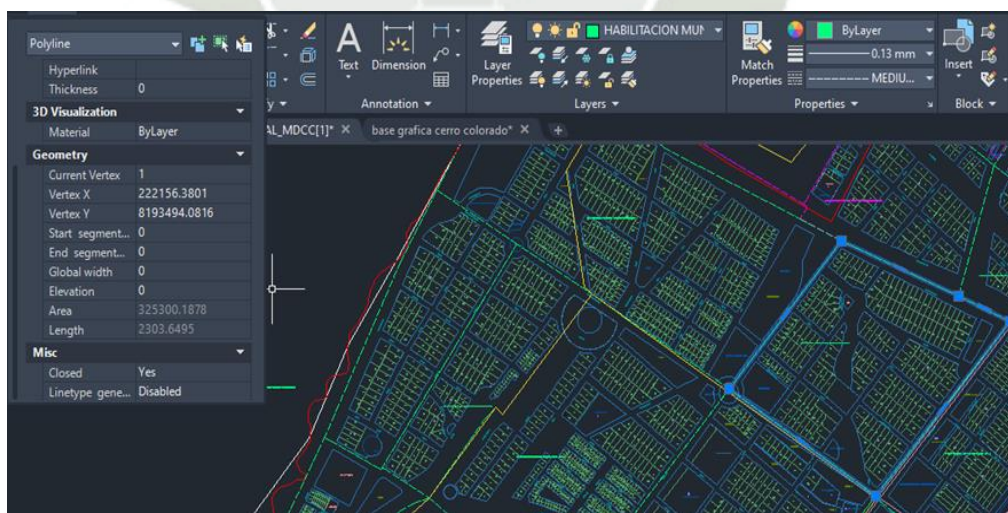 Polyline
Hyperlink
Thickness 0
3D Visualization
Material ByLayer
Geometry
Current Vertex 1
Vertex X 222156.3801
Vertex Y 8193494.0816
Start segment... 0
End segment... 0
Global width 0
Elevation 0
Area 325300.1878
Length 2303.6495
Misc
Closed Yes
Linetype gene... Disabled
Text
Dimension
Annotation
Layer
Properties
HABILITACION MUN
Layers
Match
Properties
ByLayer
0.13 mm
MEDIU...
Properties
Insert
Block
AL_MDCC[1]*
base grafica cerro colorado*